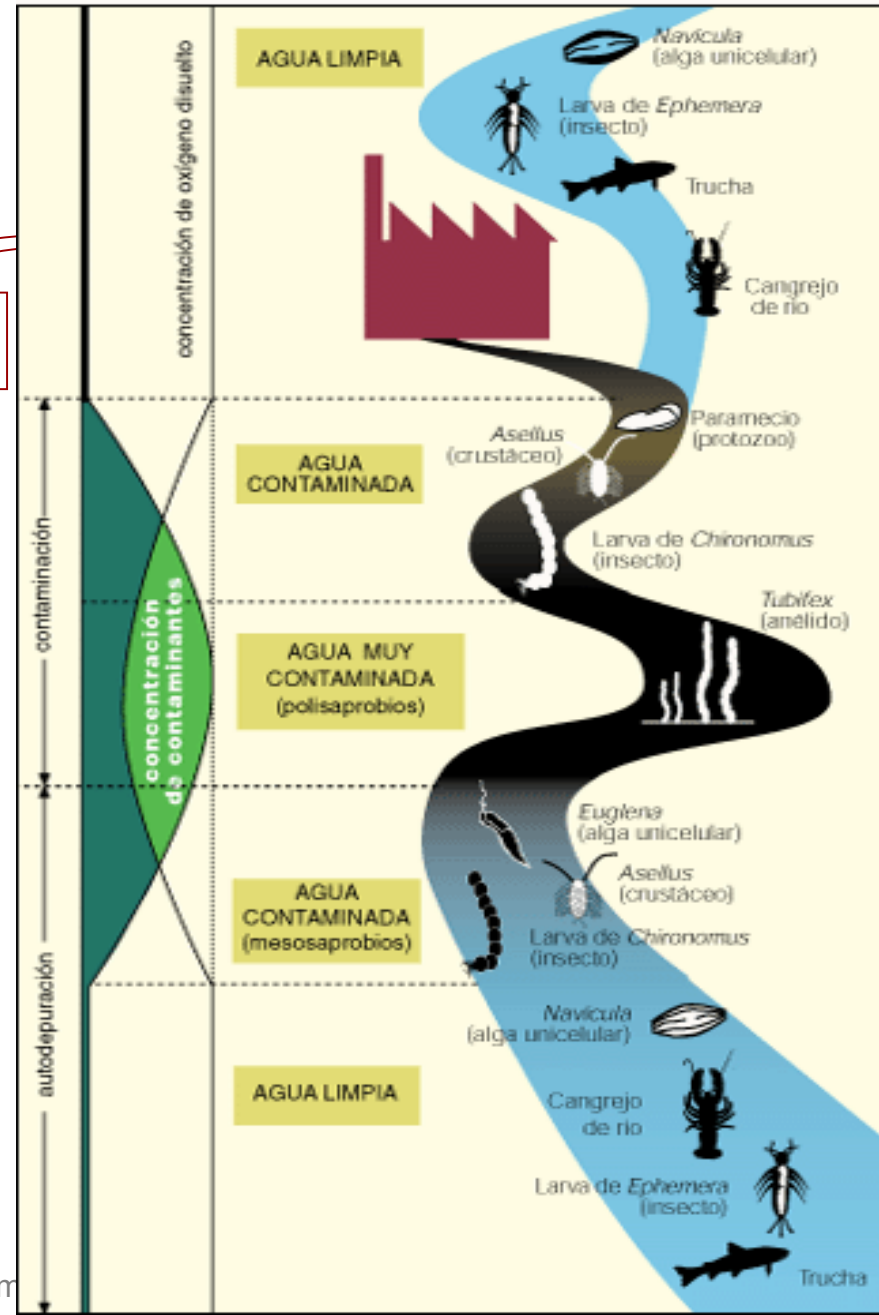 concentración de oxígeno disuelto
AGUA LIMPIA
Navicula
(alga unicelular)
Larva de Ephemera
(insecto)
Trucha
Cangrejo
de río
contaminación
AGUA
CONTAMINADA
Asellus
(crustáceo)
Paramecio
(protozoo)
Larva de Chironomus
(insecto)
Tubifex
(anélido)
concentración
de contaminantes
AGUA MUY
CONTAMINADA
(polisaprobios)
Euglena
(alga unicelular)
Asellus
(crustáceo)
AGUA
CONTAMINADA
(mesosaprobios)
Larva de Chironomus
(insecto)
autodepuración
Navicula
(alga unicelular)
AGUA LIMPIA
Cangrejo
de río
Larva de Ephemera
(insecto)
Trucha